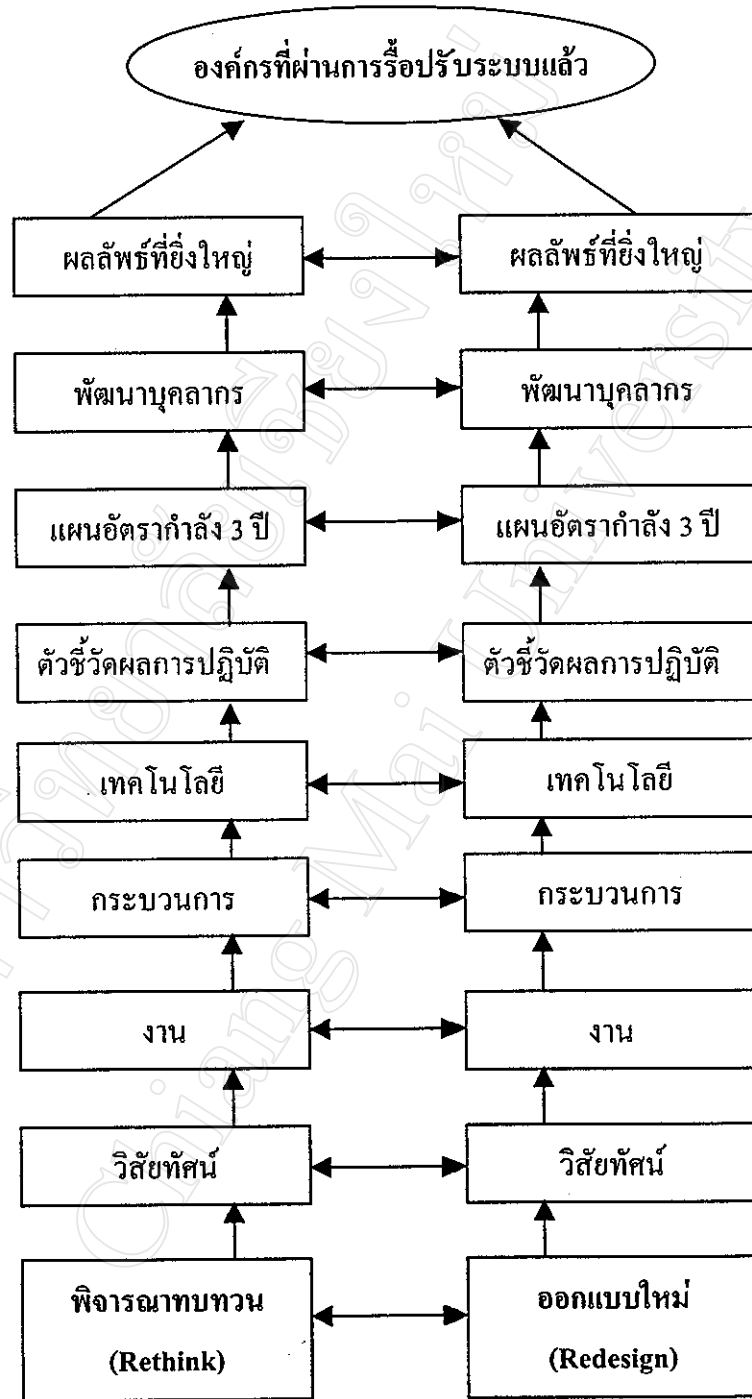 องค์กรที่ผ่านการรื้อปรับระบบแล้ว
ผลลัพธ์ที่ยิ่งใหญ่ ผลลัพธ์ที่ยิ่งใหญ่
พัฒนาบุคลากร พัฒนาบุคลากร
แผนอัตรากำลัง 3 ปี แผนอัตรากำลัง 3 ปี
ตัวชี้วัดผลการปฏิบัติ ตัวชี้วัดผลการปฏิบัติ
เทคโนโลยี เทคโนโลยี
กระบวนการ กระบวนการ
งาน งาน
วิสัยทัศน์ วิสัยทัศน์
พิจารณาทบทวน ออกแบบใหม่
(Rethink) (Redesign)
Chiang Mai University